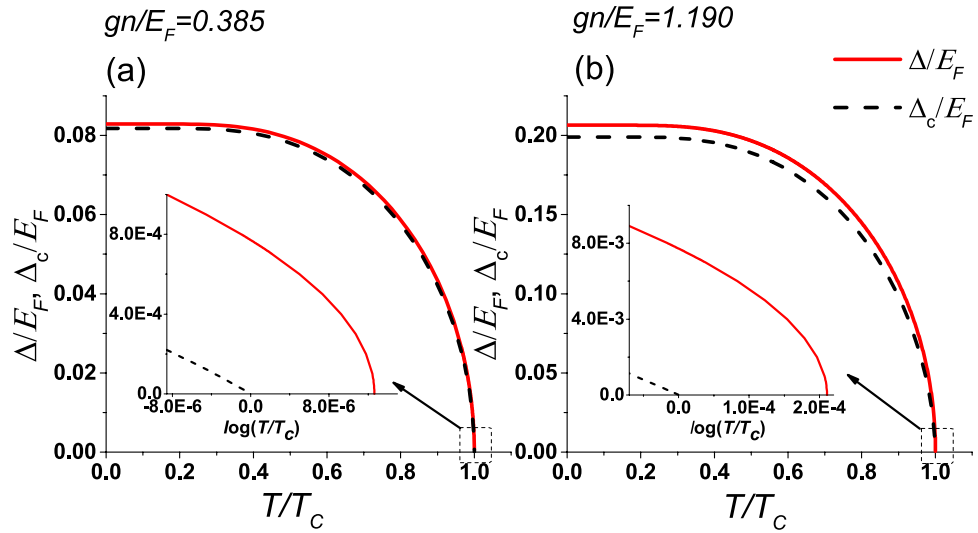 gn/E_F=0.385
gn/E_F=1.190
(a)
(b)
Δ/E_F
Δ_c/E_F
0.08
0.06
0.04
0.02
0.00
Δ/E_F, Δ_c/E_F
8.0E-4
4.0E-4
0.0
-8.0E-6 0.0 8.0E-6
log(T/T_C)
0.0 0.2 0.4 0.6 0.8 1.0
T/T_C
0.20
0.15
0.10
0.05
0.00
Δ/E_F, Δ_c/E_F
8.0E-3
4.0E-3
0.0
0.0 1.0E-4 2.0E-4
log(T/T_C)
0.0 0.2 0.4 0.6 0.8 1.0
T/T_C